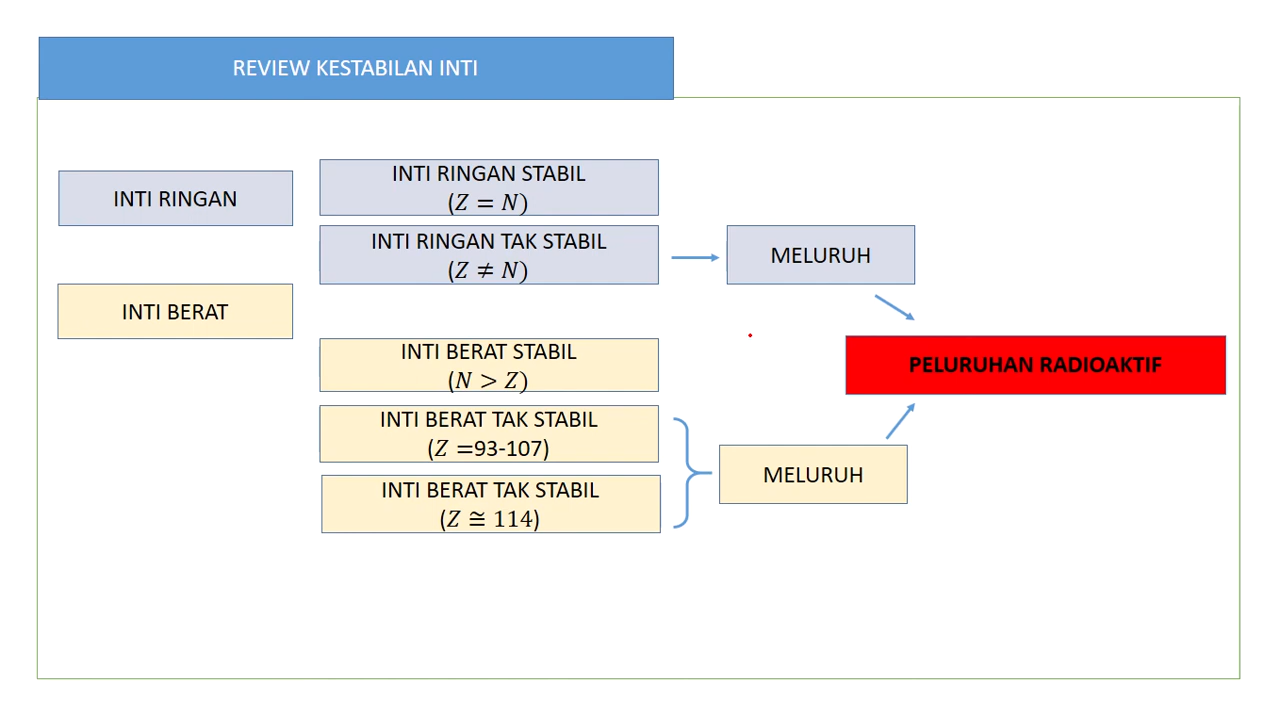 REVIEW KESTABILAN INTI
INTI RINGAN
INTI RINGAN STABIL
(Z = N)
INTI RINGAN TAK STABIL
(Z ≠ N)
MELURUH
INTI BERAT
INTI BERAT STABIL
(N > Z)
INTI BERAT TAK STABIL
(Z =93-107)
INTI BERAT TAK STABIL
(Z ≅ 114)
MELURUH
PELURUHAN RADIOAKTIF